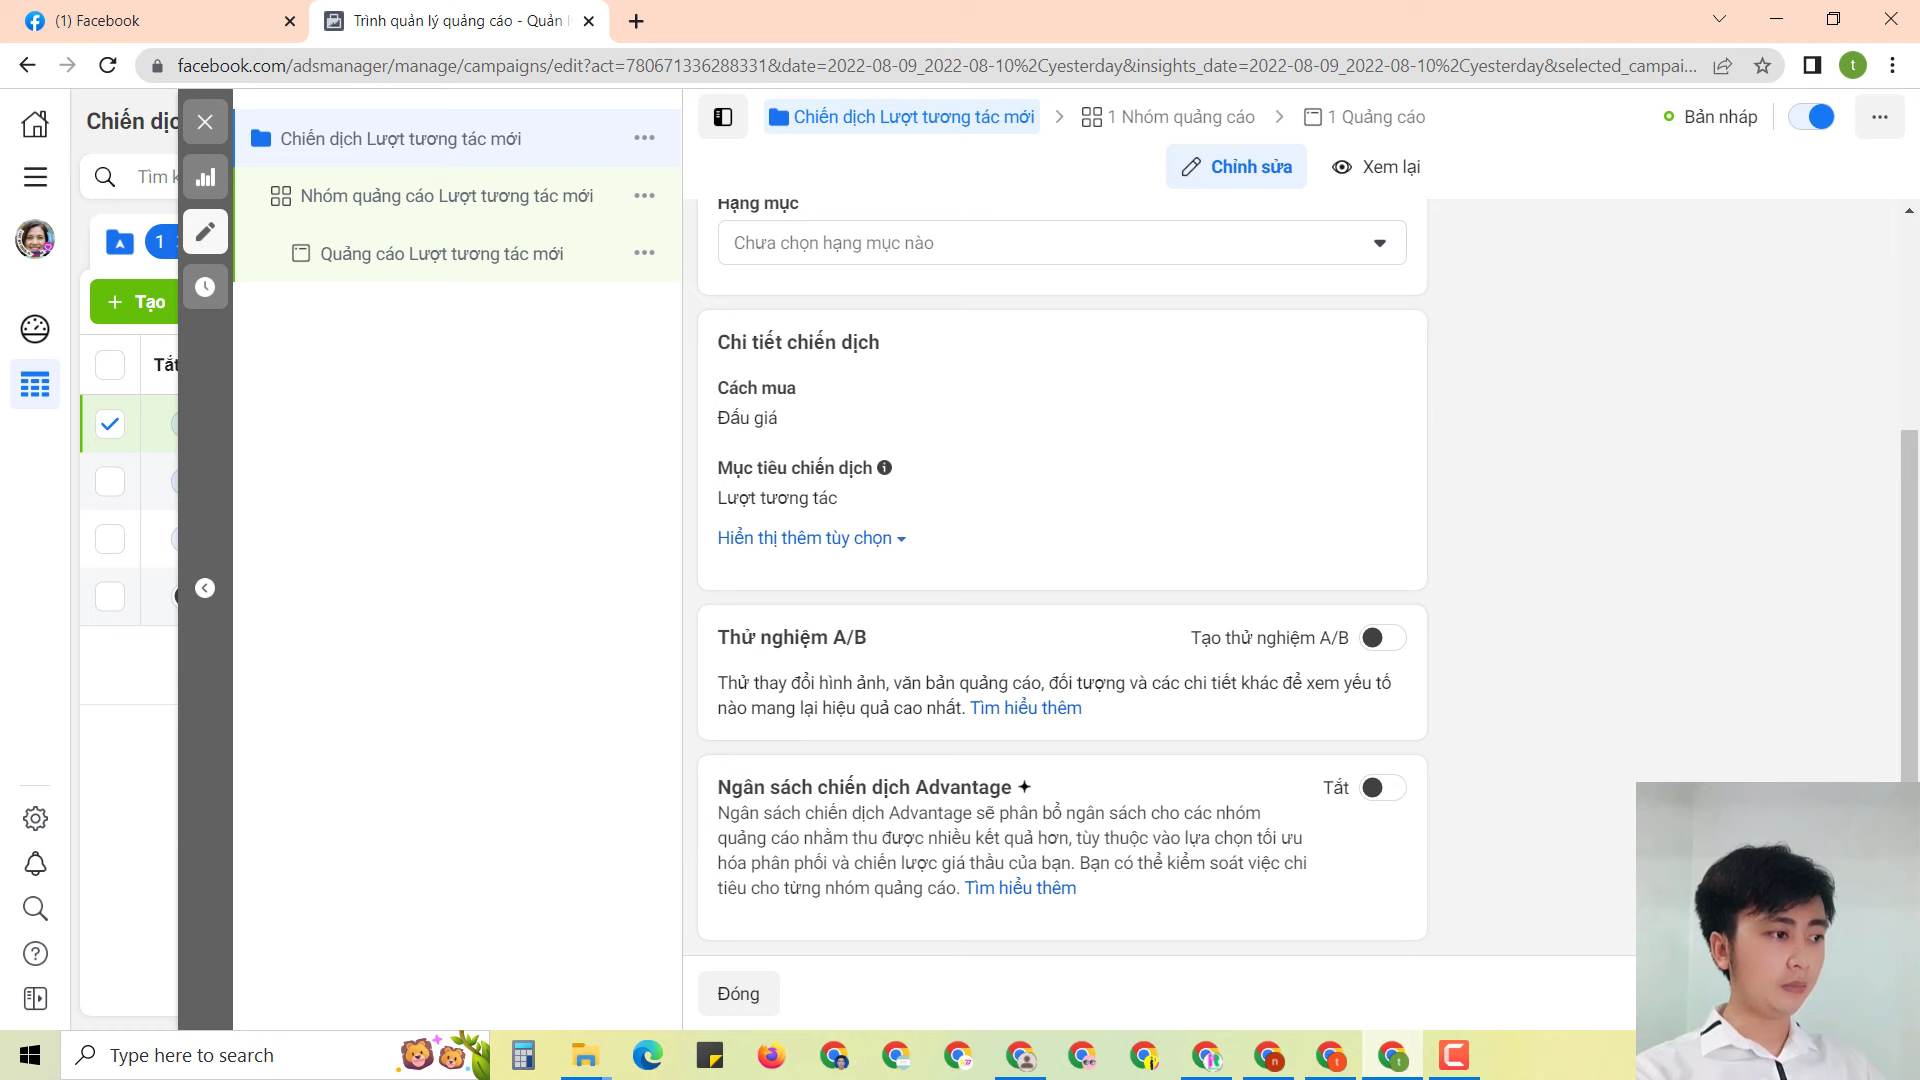 (1) Facebook
Trình quản lý quảng cáo - Quản l
facebook.com/adsmanager/manage/campaigns/edit?act=780671336288331&date=2022-08-09_2022-08-10%2Cyesterday&insights_date=2022-08-09_2022-08-10%2Cyesterday&selected_campai...
t
Chiến dịc
Chiến dịch Lượt tương tác mới
Chiến dịch Lượt tương tác mới
1 Nhóm quảng cáo
1 Quảng cáo
Bản nháp
Chỉnh sửa
Xem lại
Tìm k
Nhóm quảng cáo Lượt tương tác mới
Quảng cáo Lượt tương tác mới
1
Tạo
Tắt
Hạng mục
Chưa chọn hạng mục nào
Chi tiết chiến dịch
Cách mua
Đấu giá
Mục tiêu chiến dịch
Lượt tương tác
Hiển thị thêm tùy chọn
Thử nghiệm A/B
Tạo thử nghiệm A/B
Thử thay đổi hình ảnh, văn bản quảng cáo, đối tượng và các chi tiết khác để xem yếu tố
nào mang lại hiệu quả cao nhất. Tìm hiểu thêm
Ngân sách chiến dịch Advantage
Tắt
Ngân sách chiến dịch Advantage sẽ phân bổ ngân sách cho các nhóm
quảng cáo nhằm thu được nhiều kết quả hơn, tùy thuộc vào lựa chọn tối ưu
hóa phân phối và chiến lược giá thầu của bạn. Bạn có thể kiểm soát việc chi
tiêu cho từng nhóm quảng cáo. Tìm hiểu thêm
Đóng
Type here to search
n
t
t